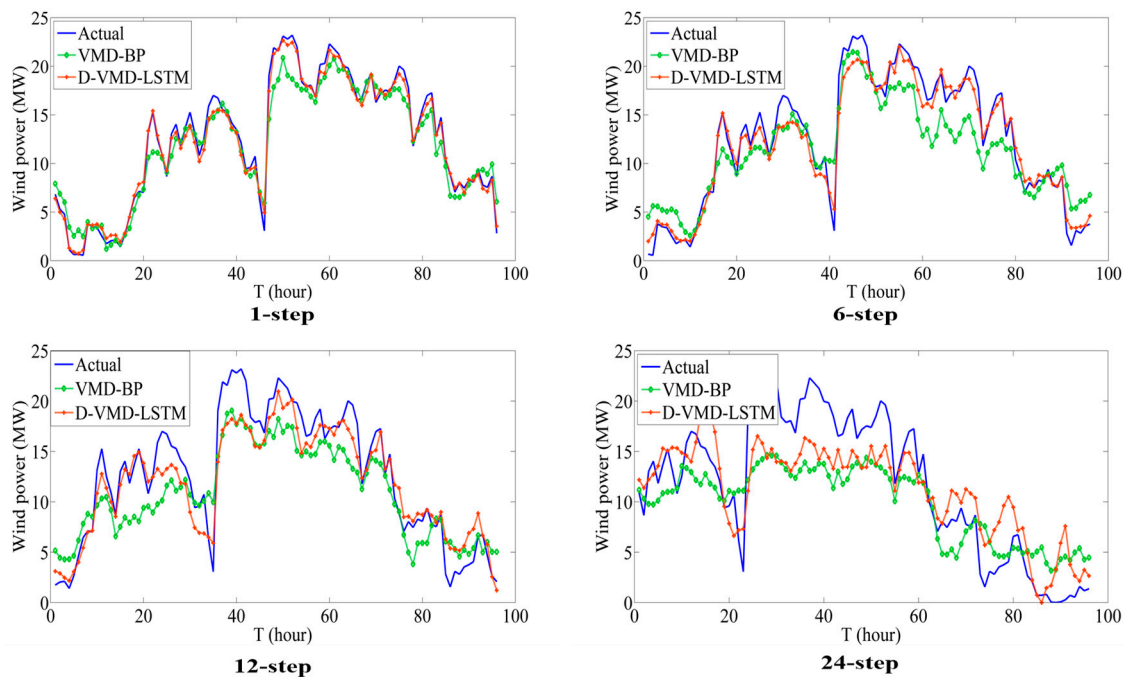 25
20
15
10
5
0
Wind power (MW)
Actual
VMD-BP
D-VMD-LSTM
0 20 40 60 80 100
T (hour)
1-step
25
20
15
10
5
0
Wind power (MW)
Actual
VMD-BP
D-VMD-LSTM
0 20 40 60 80 100
T (hour)
6-step
25
20
15
10
5
0
Wind power (MW)
Actual
VMD-BP
D-VMD-LSTM
0 20 40 60 80 100
T (hour)
12-step
25
20
15
10
5
0
Wind power (MW)
Actual
VMD-BP
D-VMD-LSTM
0 20 40 60 80 100
T (hour)
24-step